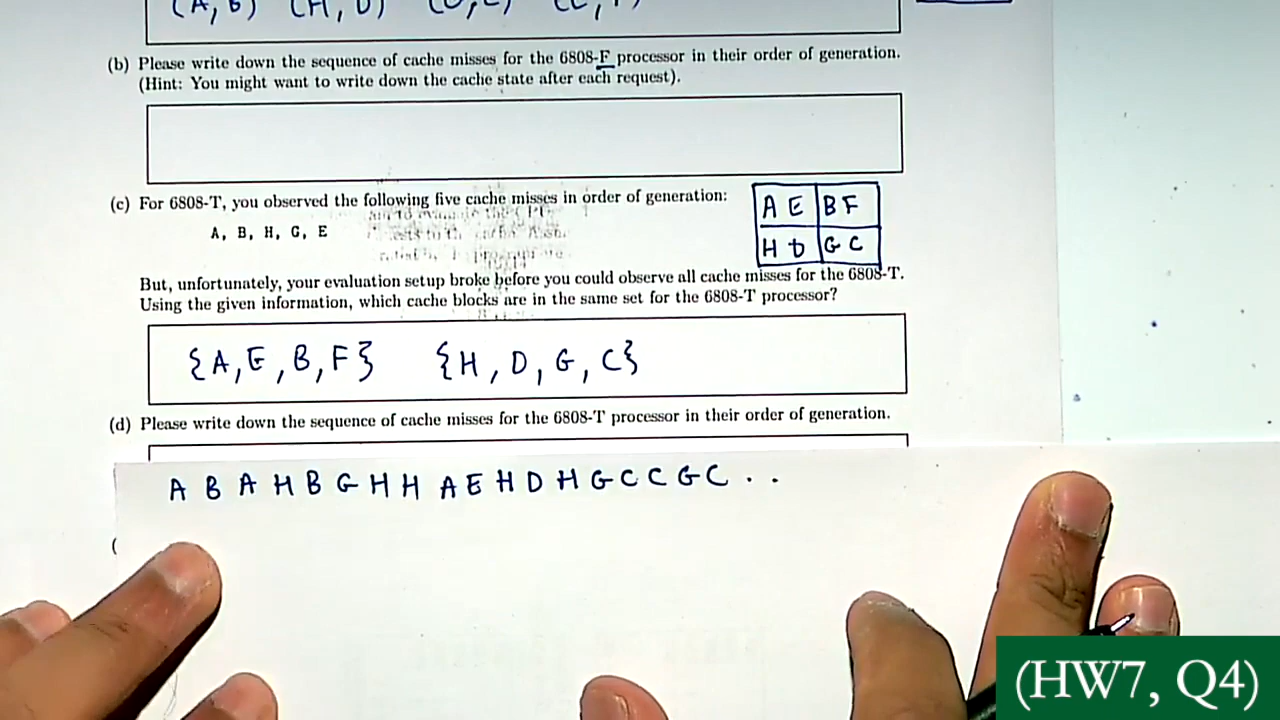 (A, B) (H, D)
(b) Please write down the sequence of cache misses for the 6808-F processor in their order of generation.
(Hint: You might want to write down the cache state after each request).
(c) For 6808-T, you observed the following five cache misses in order of generation:
A, B, H, G, E
A E B F
H D G C
But, unfortunately, your evaluation setup broke before you could observe all cache misses for the 6808-T.
Using the given information, which cache blocks are in the same set for the 6808-T processor?
{A, E, B, F} {H, D, G, C}
(d) Please write down the sequence of cache misses for the 6808-T processor in their order of generation.
A B A H B G H H A E H D H G C C G C . .
(
(HW7, Q4)